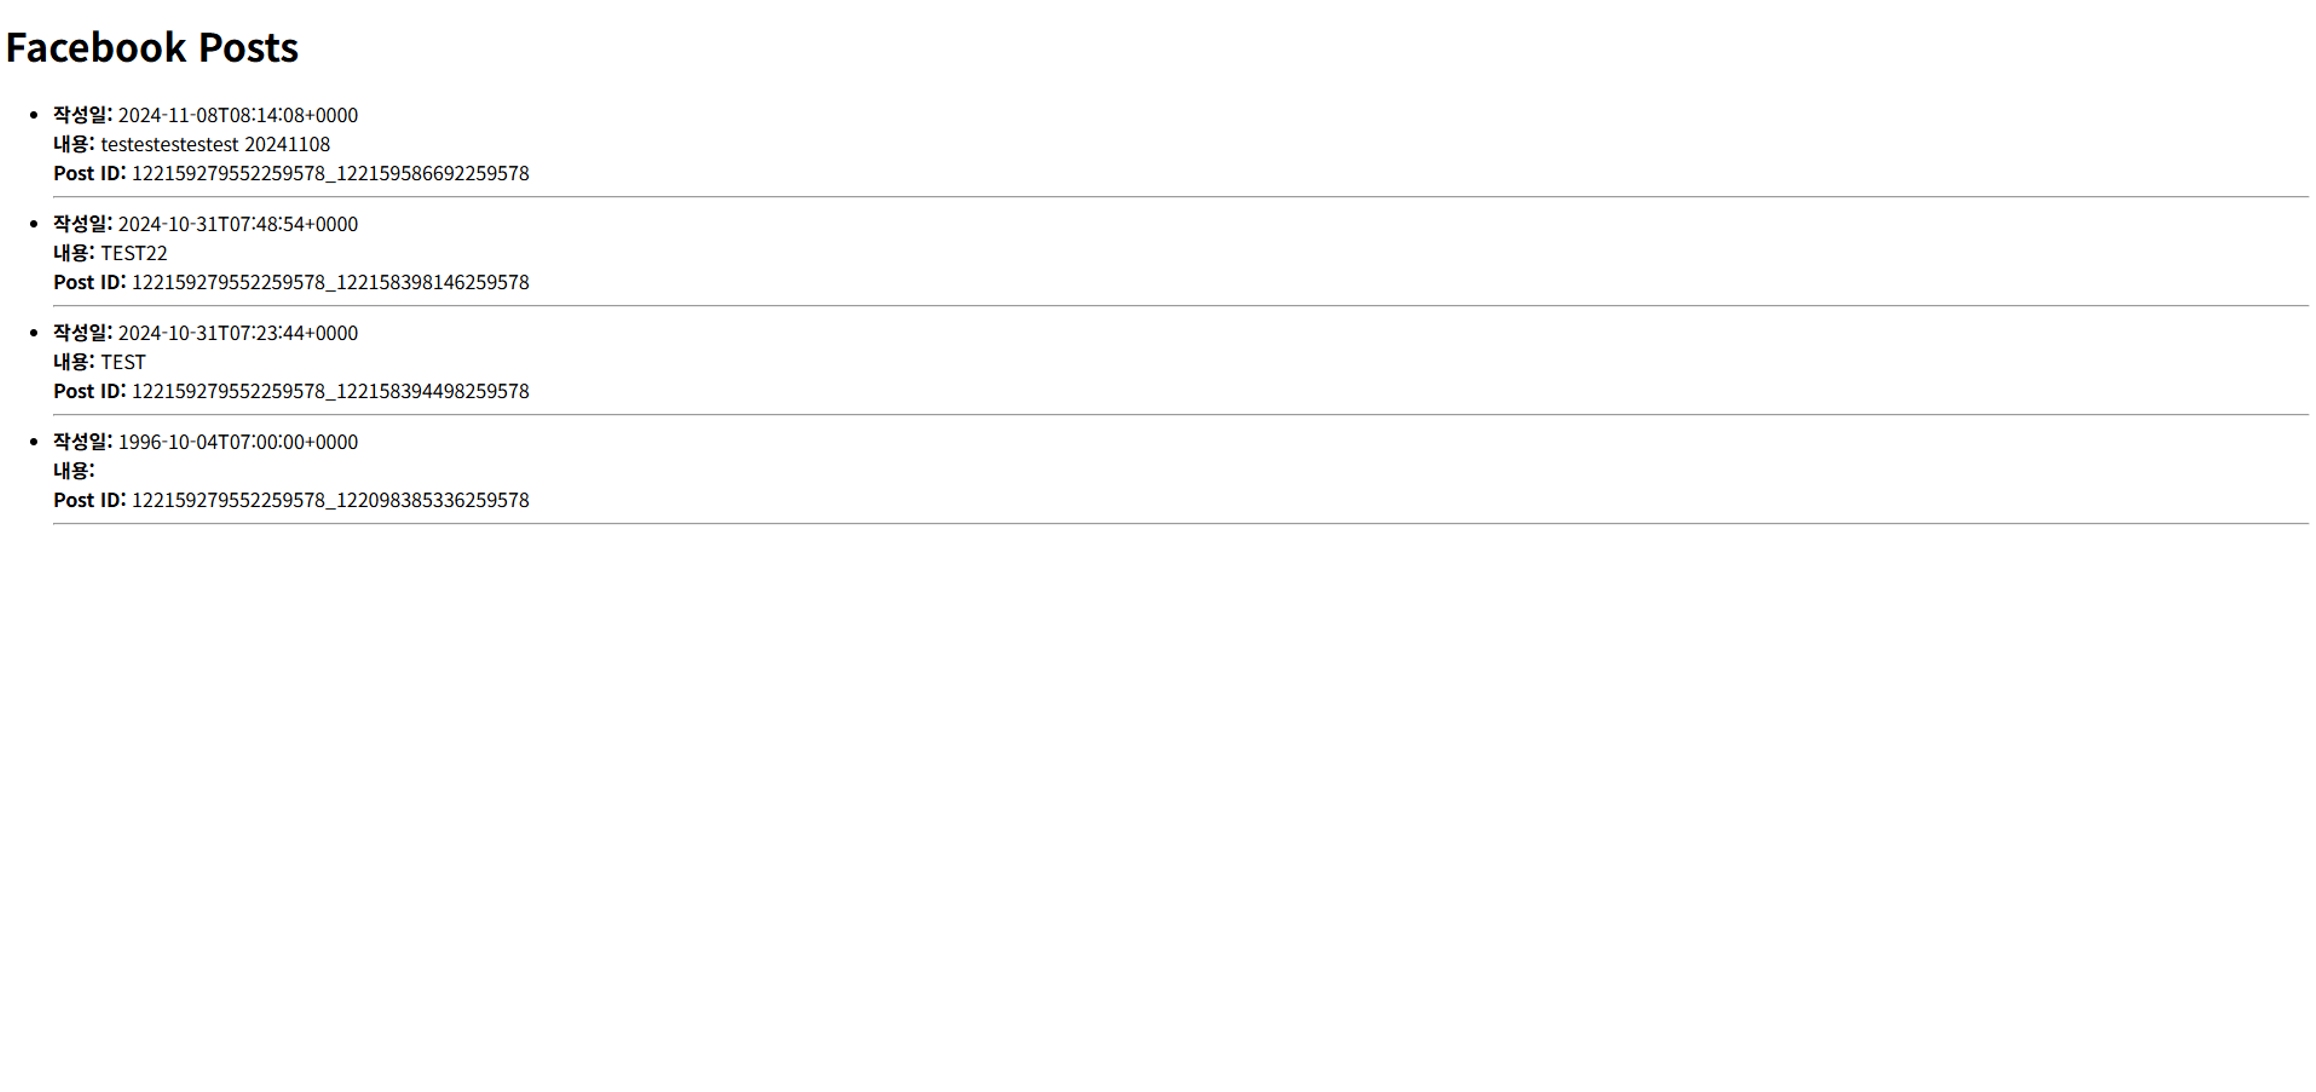 Facebook Posts
작성일: 2024-11-08T08:14:08+0000
내용: testestestestest 20241108
Post ID: 122159279552259578_122159586692259578
작성일: 2024-10-31T07:48:54+0000
내용: TEST22
Post ID: 122159279552259578_122158398146259578
작성일: 2024-10-31T07:23:44+0000
내용: TEST
Post ID: 122159279552259578_122158394498259578
작성일: 1996-10-04T07:00:00+0000
내용:
Post ID: 122159279552259578_122098385336259578